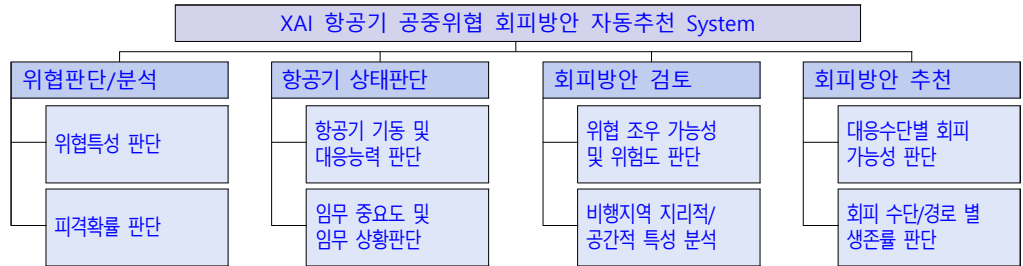 XAI 항공기 공중위협 회피방안 자동추천 System
위협판단/분석
위협특성 판단
피격확률 판단
항공기 상태판단
항공기 기동 및
대응능력 판단
임무 중요도 및
임무 상황판단
회피방안 검토
위협 조우 가능성
및 위험도 판단
비행지역 지리적/
공간적 특성 분석
회피방안 추천
대응수단별 회피
가능성 판단
회피 수단/경로 별
생존률 판단